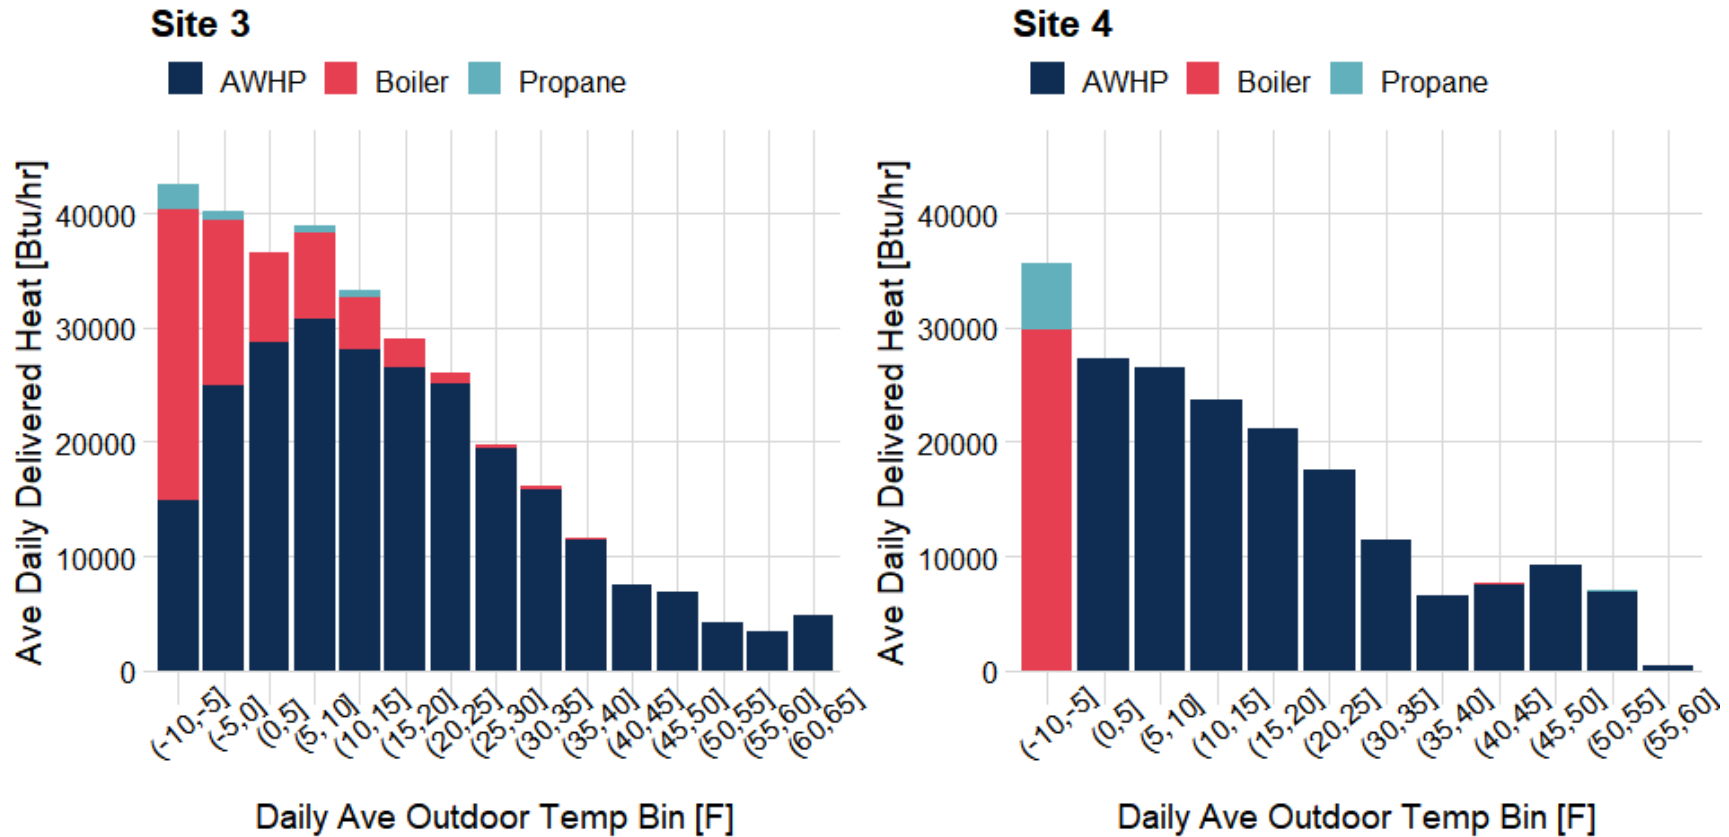 Site 3
AWHP Boiler Propane
Ave Daily Delivered Heat [Btu/hr]
40000
30000
20000
10000
0
(-10,-5] (-5,0] (0,5] (5, 10] (10,15] (15,20] (20,25] (25,30] (30,35] (35,40] (40,45] (45,50] (50,55] (55,60] (60,65]
Daily Ave Outdoor Temp Bin [F]
Site 4
AWHP Boiler Propane
Ave Daily Delivered Heat [Btu/hr]
40000
30000
20000
10000
0
(-10,-5] (0,5] (5, 10] (10,15] (15,20] (20,25] (20,35] (30,40] (35,40] (40,45] (45,50] (50,55] (55,60]
Daily Ave Outdoor Temp Bin [F]